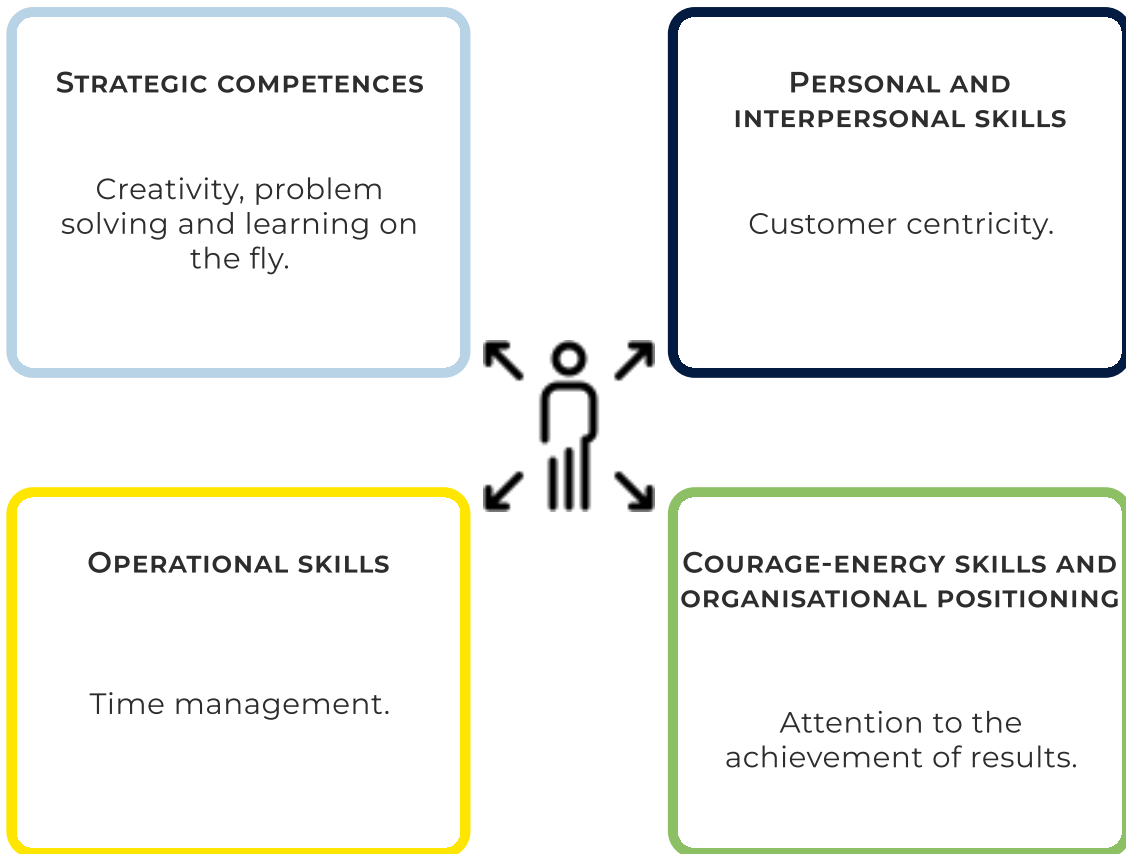 Strategic competences
Creativity, problem
solving and learning on
the fly.
Personal and
interpersonal skills
Customer centricity.
Operational skills
Time management.
Courage-energy skills and
organisational positioning
Attention to the
achievement of results.